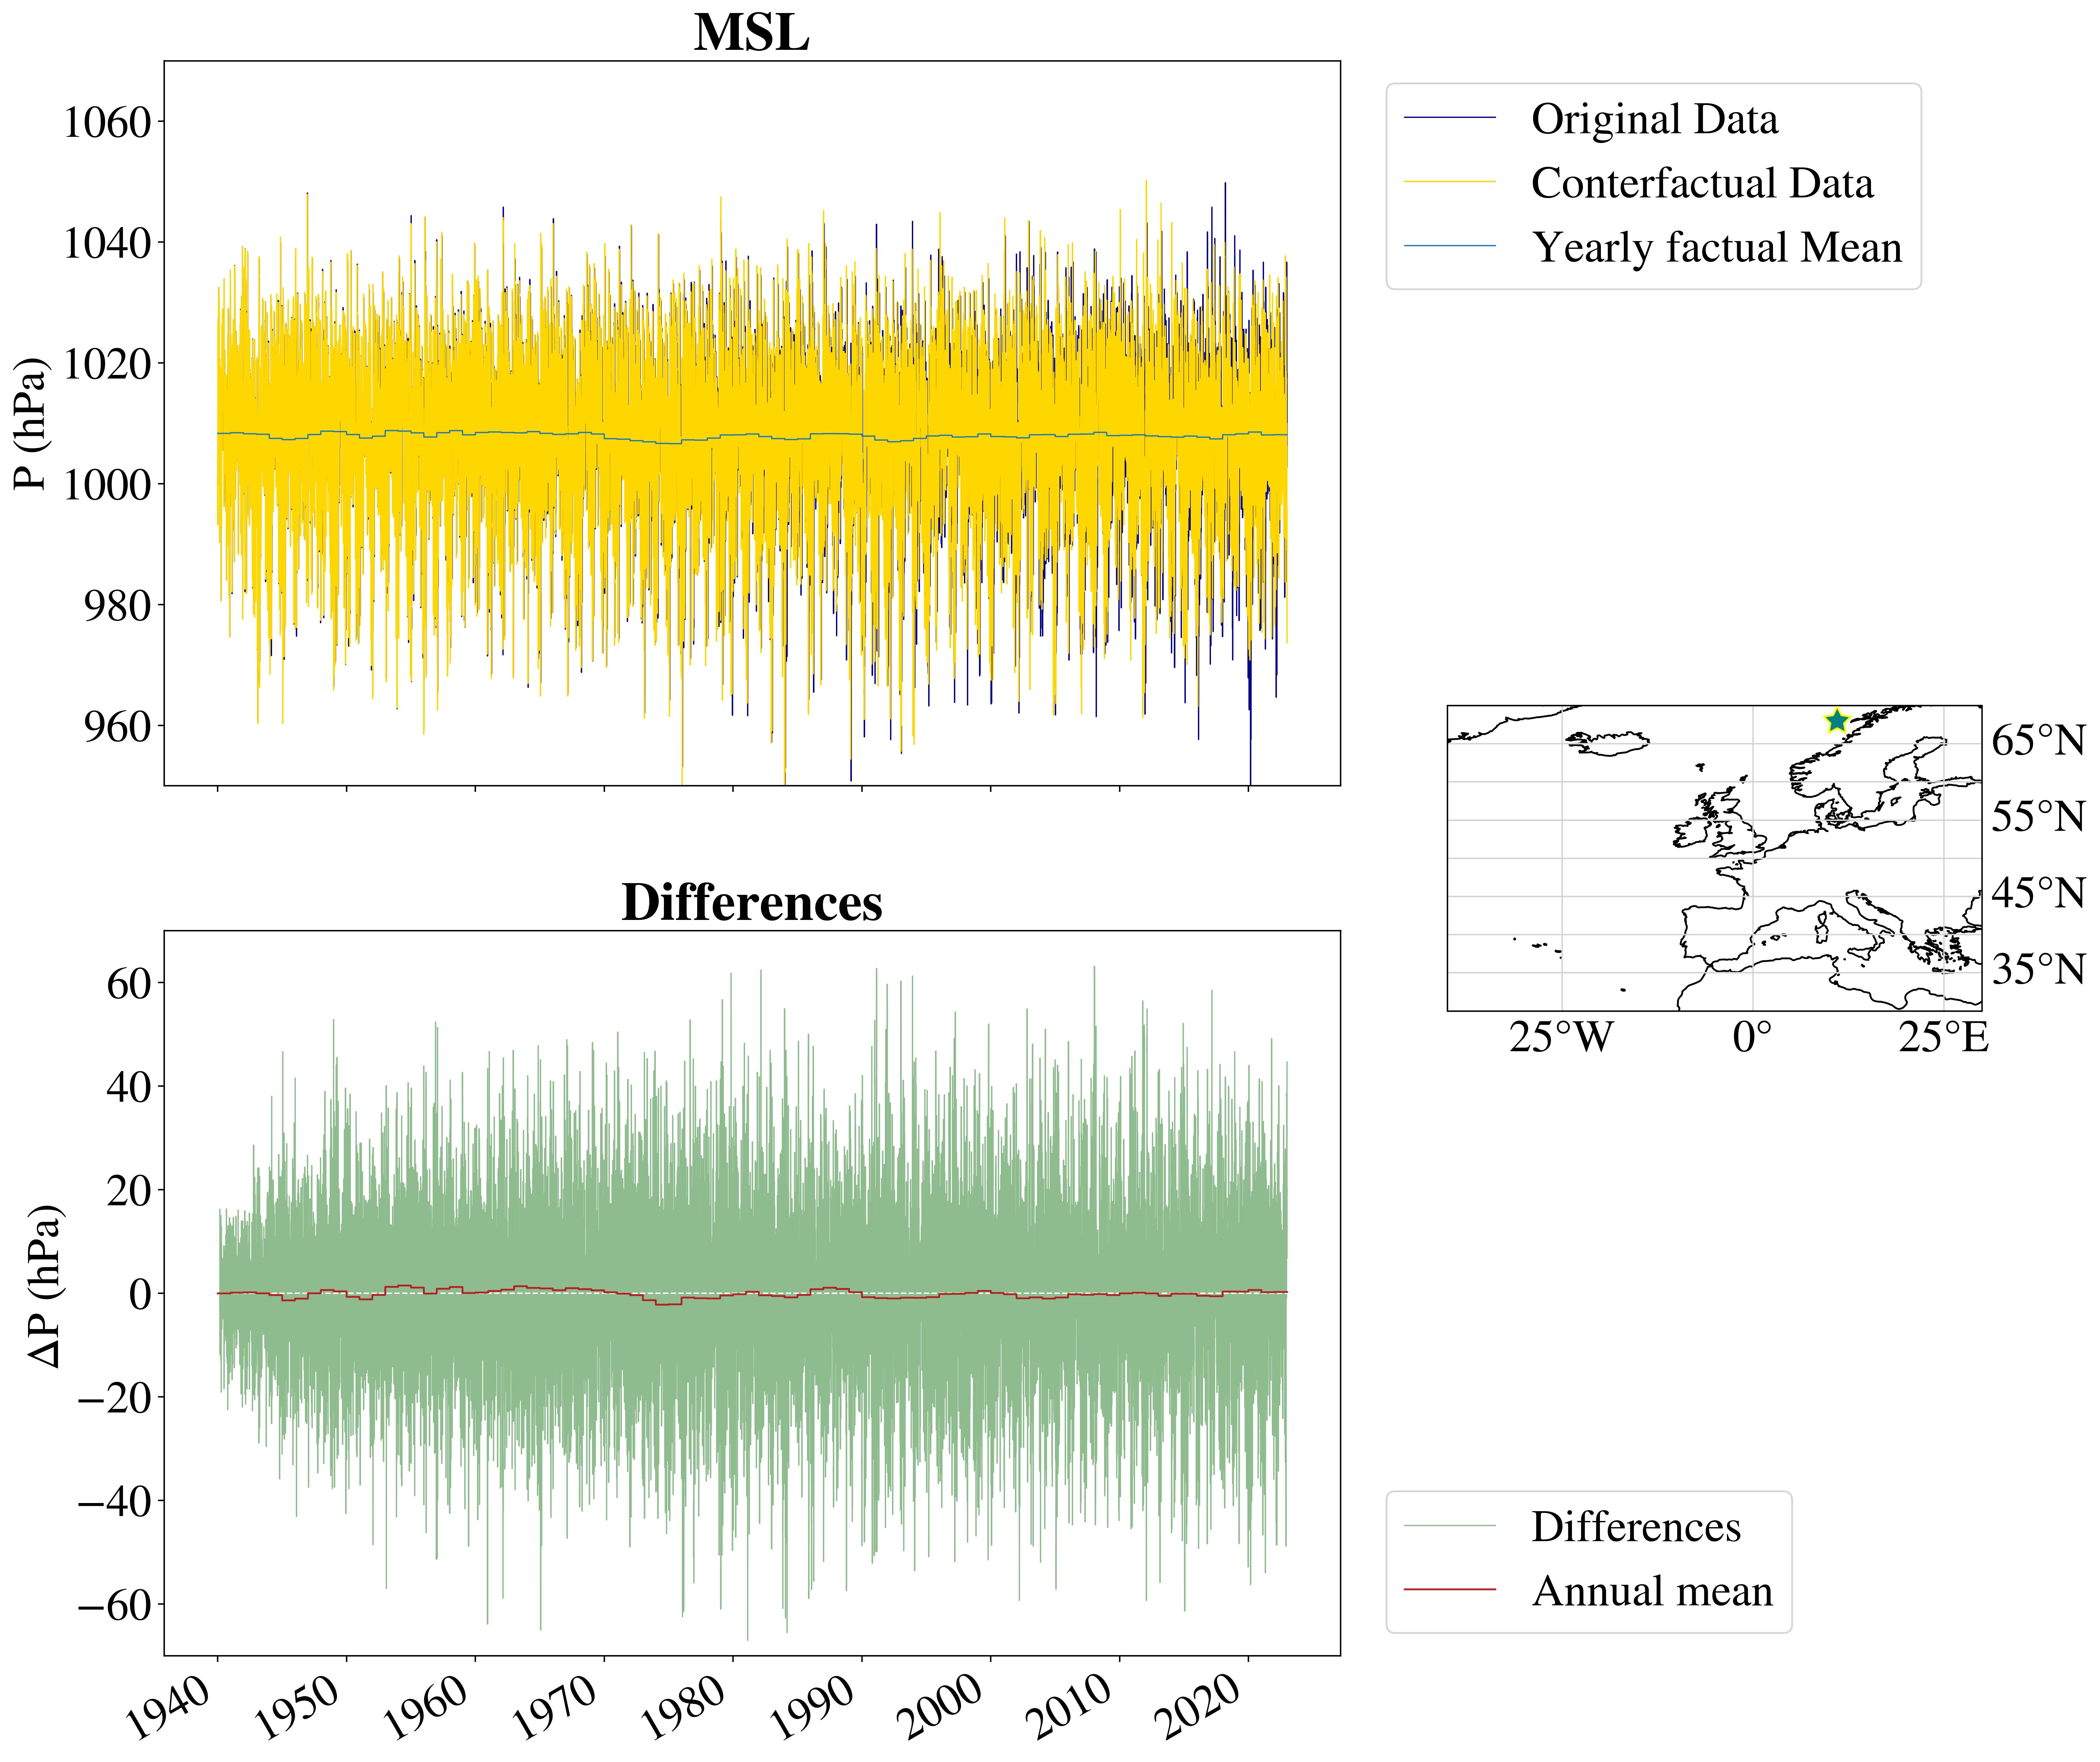 MSL
1060
1040
1020
1000
980
960
P (hPa)
Original Data
Conterfactual Data
Yearly factual Mean
65°N
55°N
45°N
35°N
25°W 0° 25°E
Differences
60
40
20
0
−20
−40
−60
ΔP (hPa)
1940 1950 1960 1970 1980 1990 2000 2010 2020
Differences
Annual mean